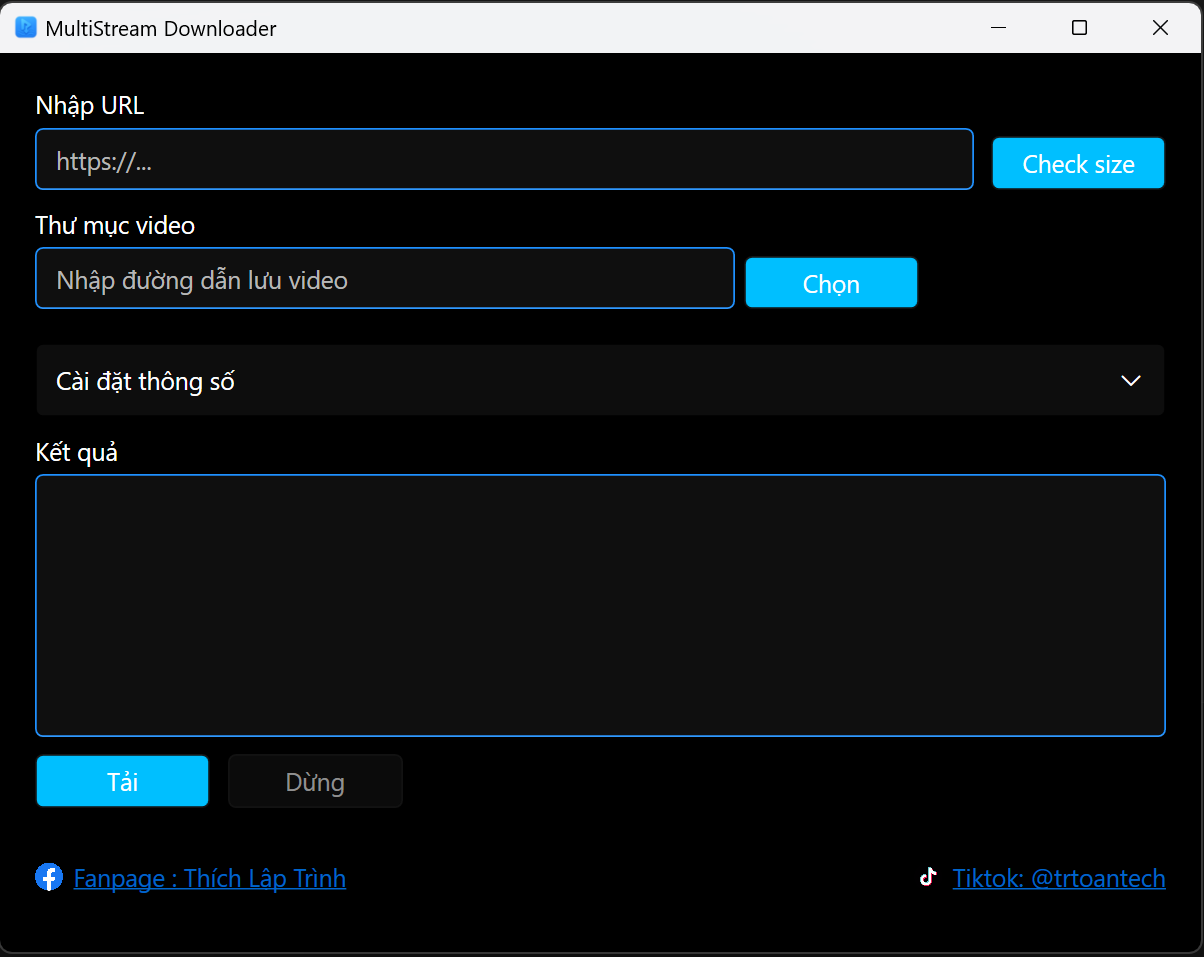 MultiStream Downloader
Nhập URL
https://...
Check size
Thư mục video
Nhập đường dẫn lưu video
Chọn
Cài đặt thông số
Kết quả
Tải
Dừng
Fanpage : Thích Lập Trình
Tiktok: @trtoantech